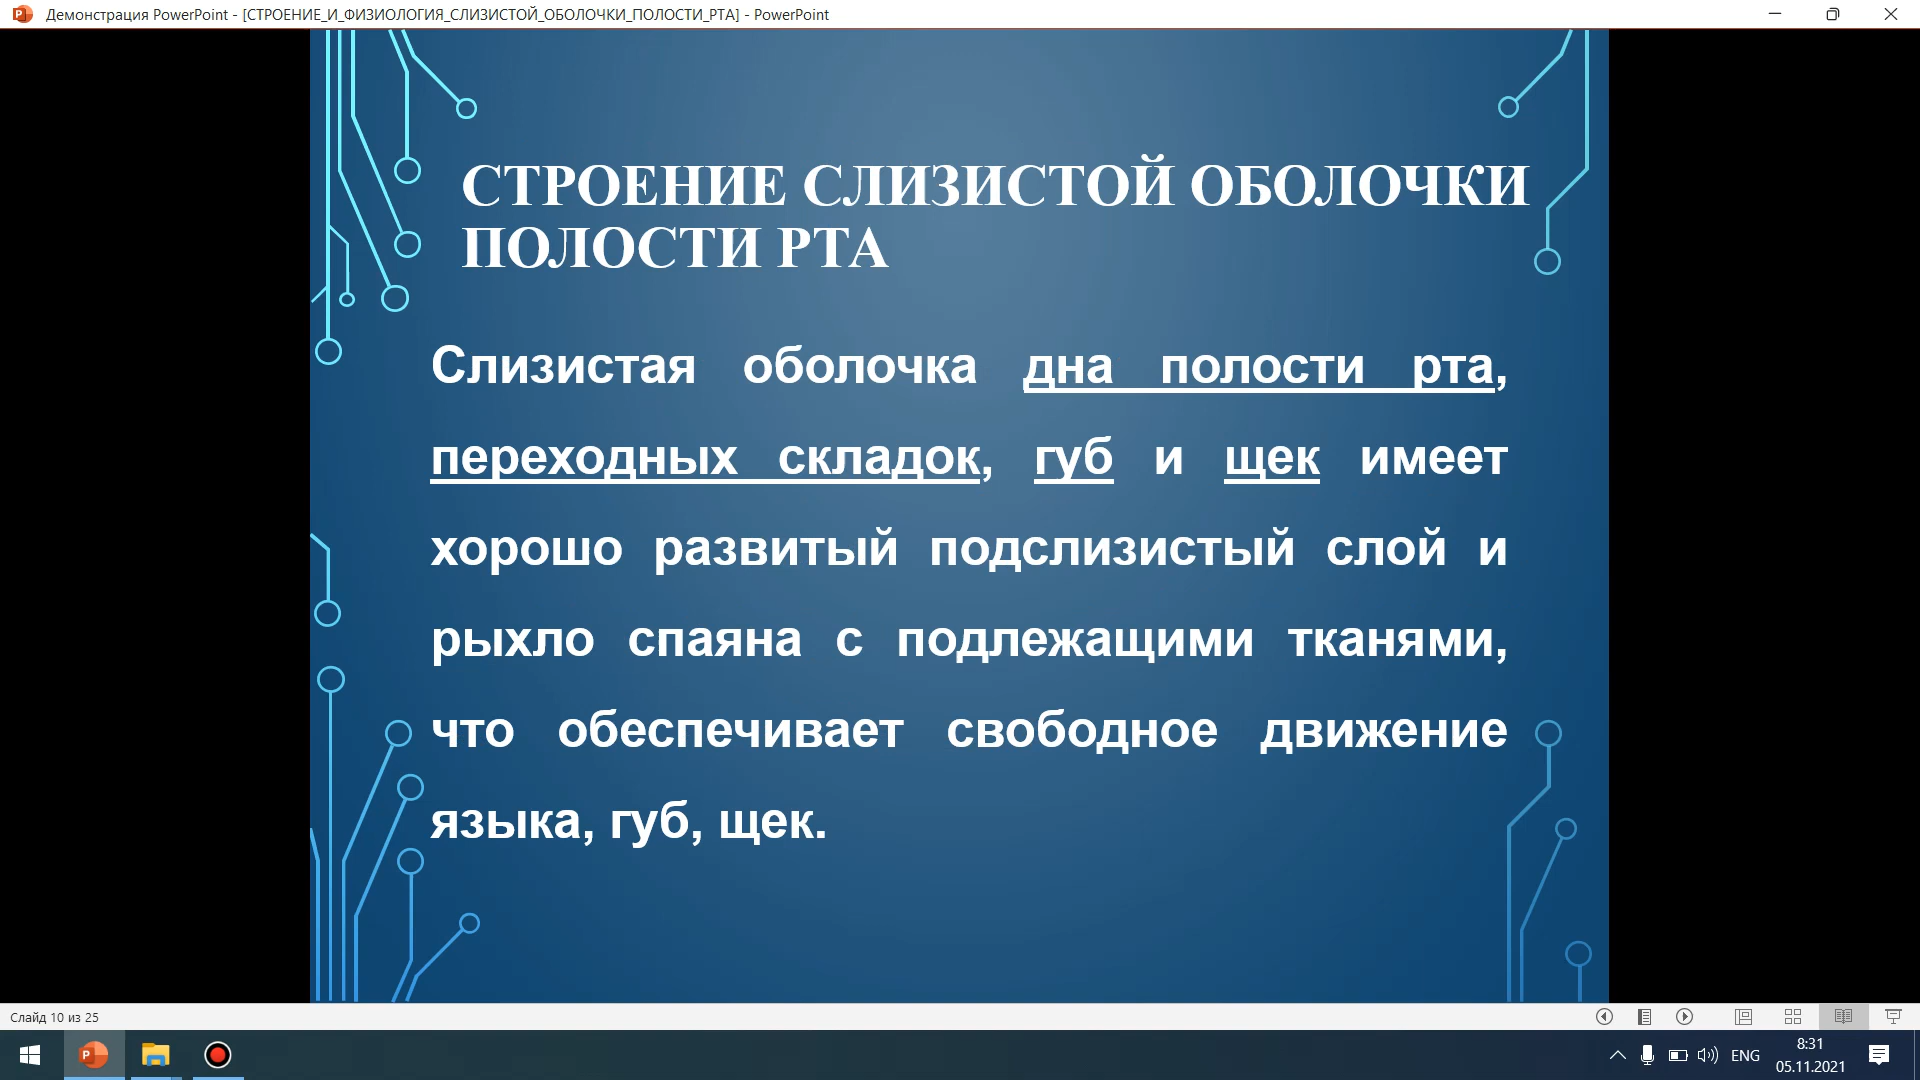 Демонстрация PowerPoint - [СТРОЕНИЕ_И_ФИЗИОЛОГИЯ_СЛИЗИСТОЙ_ОБОЛОЧКИ_ПОЛОСТИ_РТА] - PowerPoint
СТРОЕНИЕ СЛИЗИСТОЙ ОБОЛОЧКИ
ПОЛОСТИ РТА
Слизистая оболочка дна полости рта,
переходных складок, губ и щек имеет
хорошо развитый подслизистый слой и
рыхло спаяна с подлежащими тканями,
что обеспечивает свободное движение
языка, губ, щек.
Слайд 10 из 25
ENG
8:31
05.11.2021